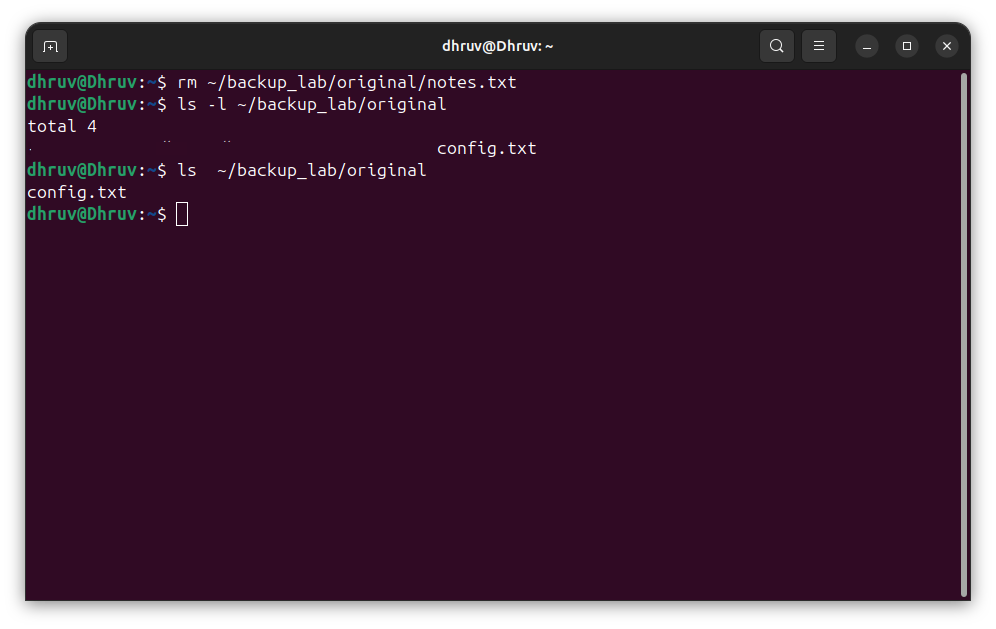 dhruv@Dhruv: ~
dhruv@Dhruv:~$ rm ~/backup_lab/original/notes.txt
dhruv@Dhruv:~$ ls -l ~/backup_lab/original
total 4
config.txt
dhruv@Dhruv:~$ ls  ~/backup_lab/original
config.txt
dhruv@Dhruv:~$